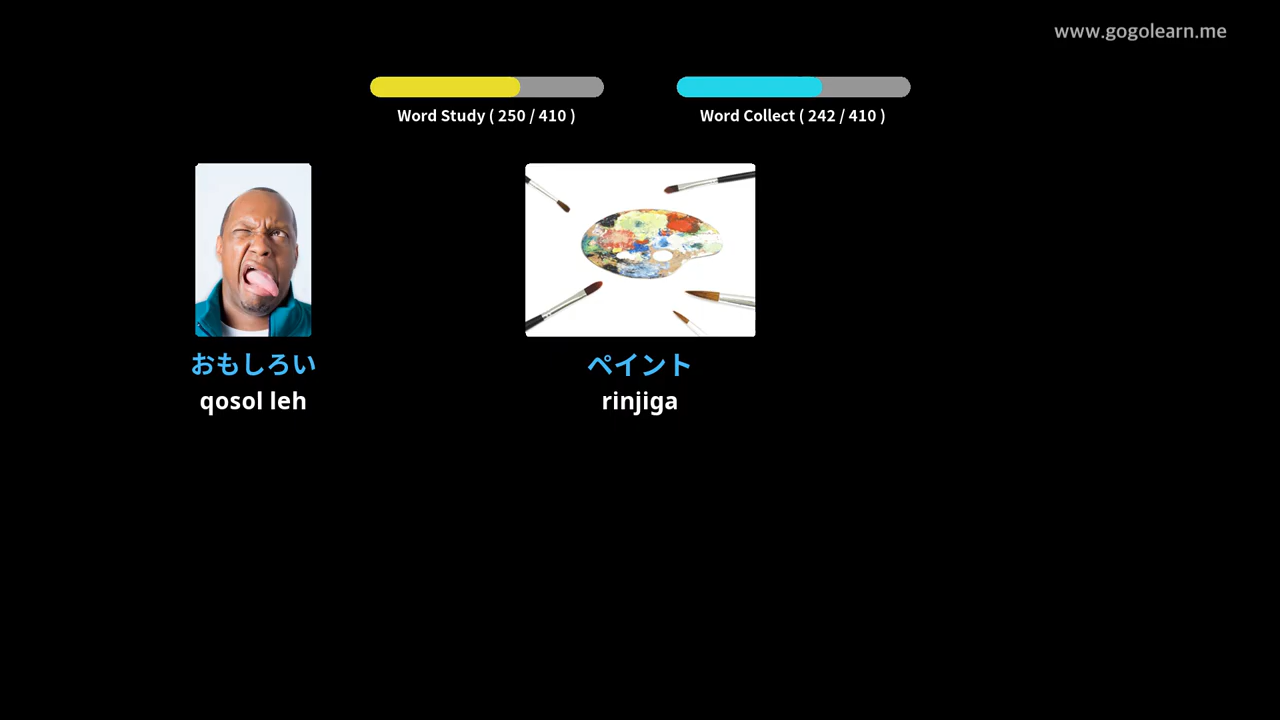 www.gogolearn.me
Word Study ( 250 / 410 )
Word Collect ( 242 / 410 )
おもしろい
qosol leh
ペイント
rinjiga